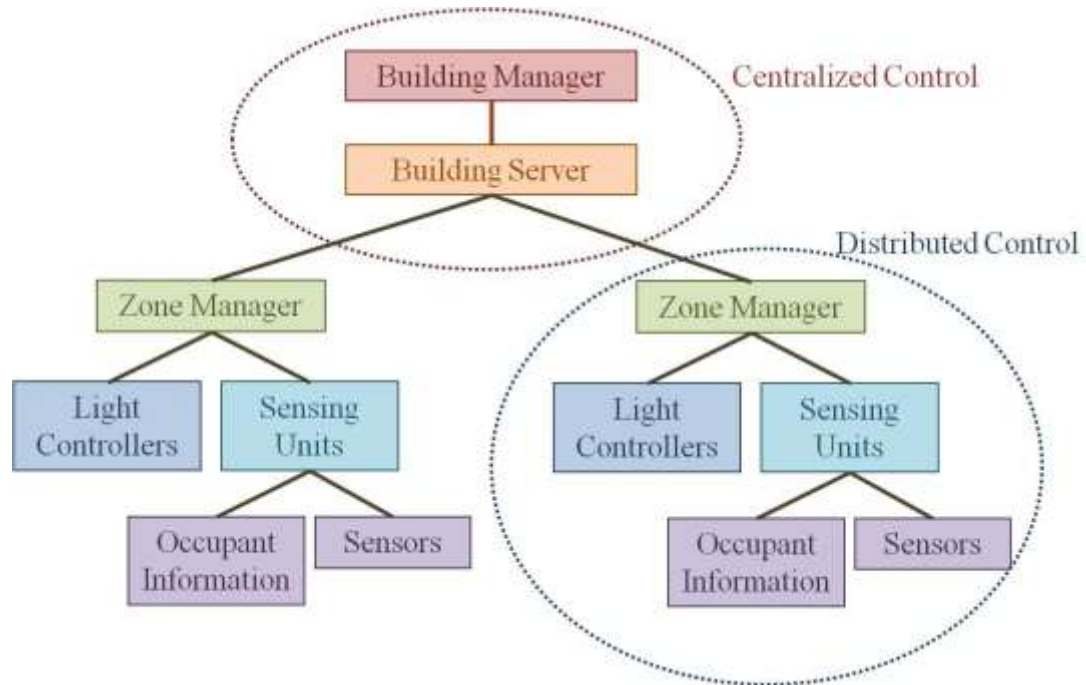 Building Manager
Centralized Control
Building Server
Distributed Control
Zone Manager
Zone Manager
Light
Controllers
Sensing
Units
Light
Controllers
Sensing
Units
Occupant
Information
Sensors
Occupant
Information
Sensors